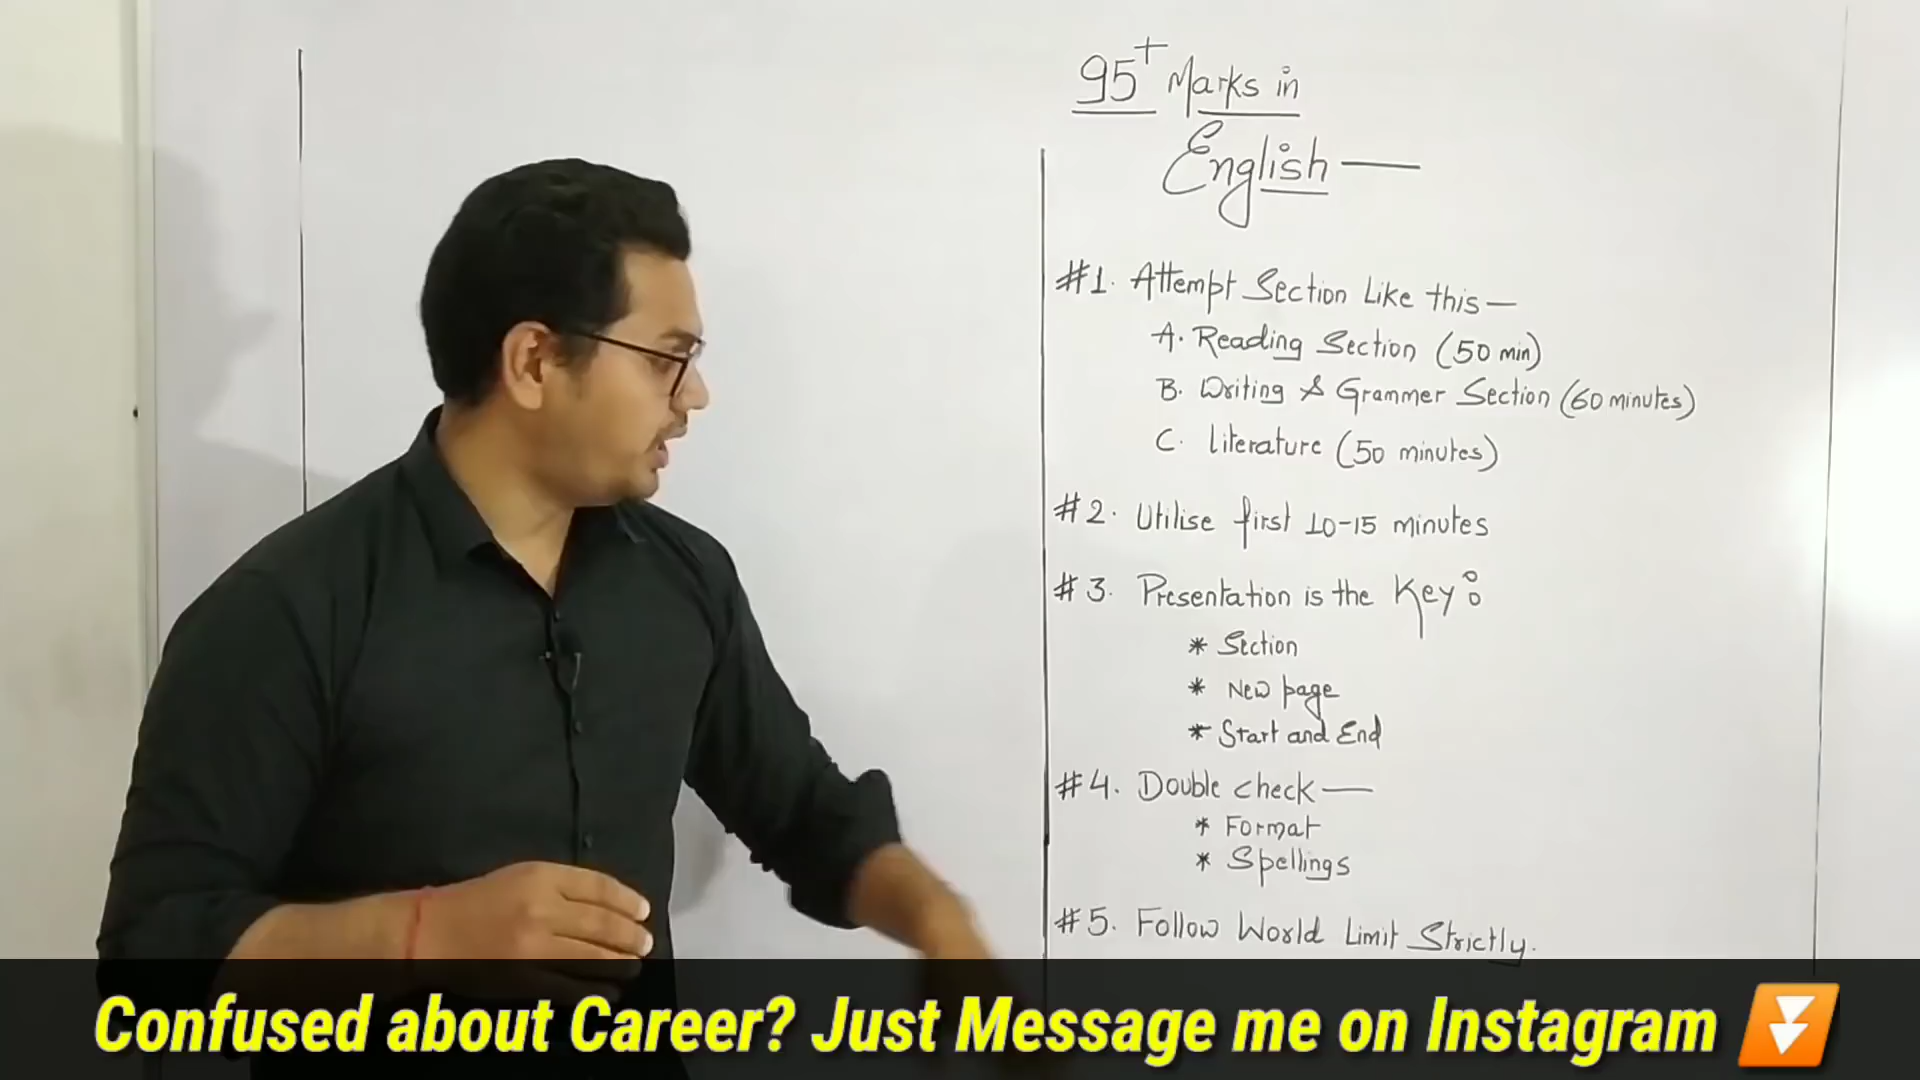 95+ Marks in
English —
#1. Attempt Section Like this —
A. Reading Section (50 min)
B. Writing & Grammer Section (60 minutes)
C. Literature (50 minutes)
#2. Utilise first 10-15 minutes
#3. Presentation is the Key:
* Section
* New page
* Start and End
#4. Double check —
* Format
* Spellings
#5. Follow World Limit Strictly.
Confused about Career? Just Message me on Instagram